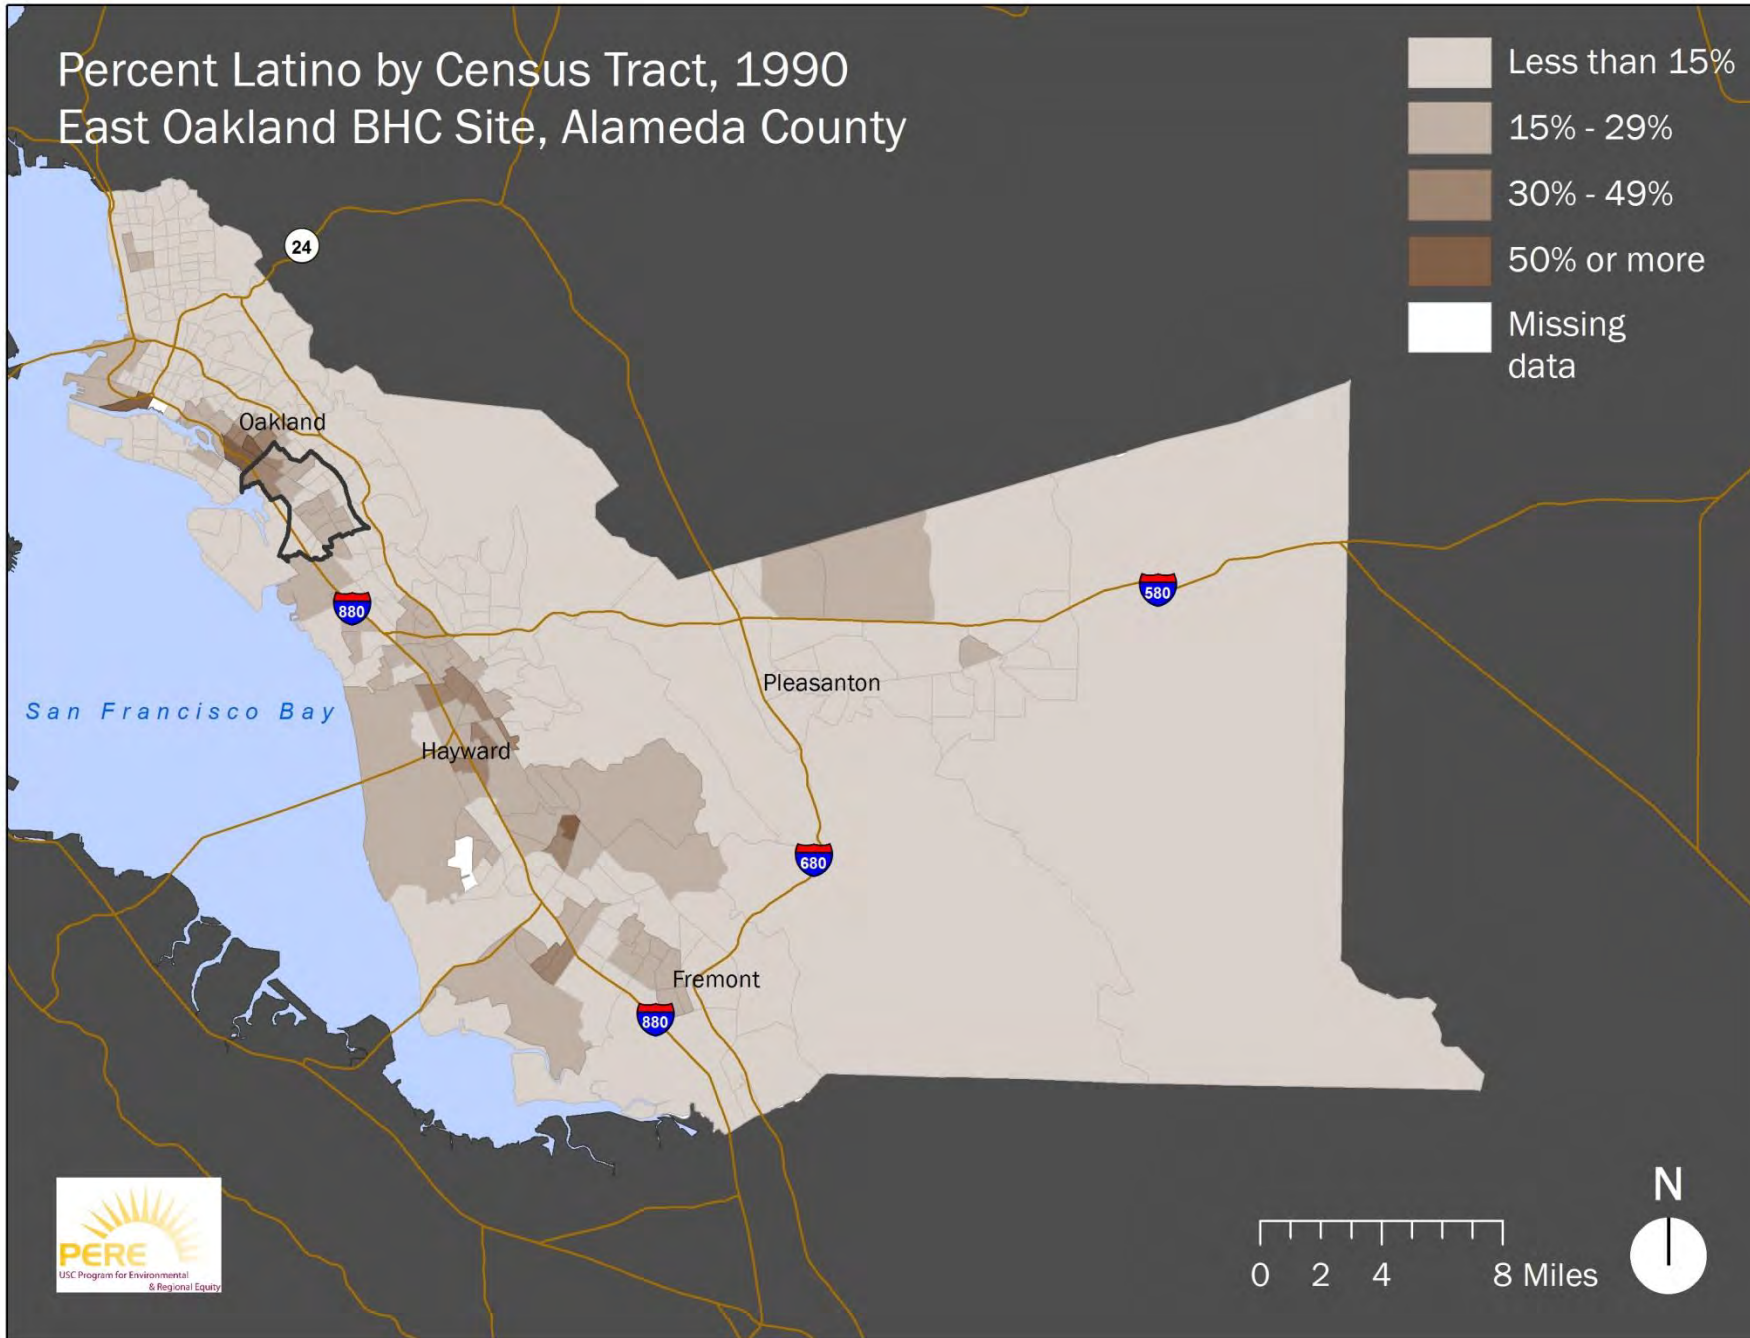 Percent Latino by Census Tract, 1990
East Oakland BHC Site, Alameda County
Less than 15%
15% - 29%
30% - 49%
50% or more
Missing
data
24
Oakland
880
580
Pleasanton
San Francisco Bay
Hayward
680
Fremont
880
PERE
USC Program for Environmental
& Regional Equity
N
0 2 4 8 Miles